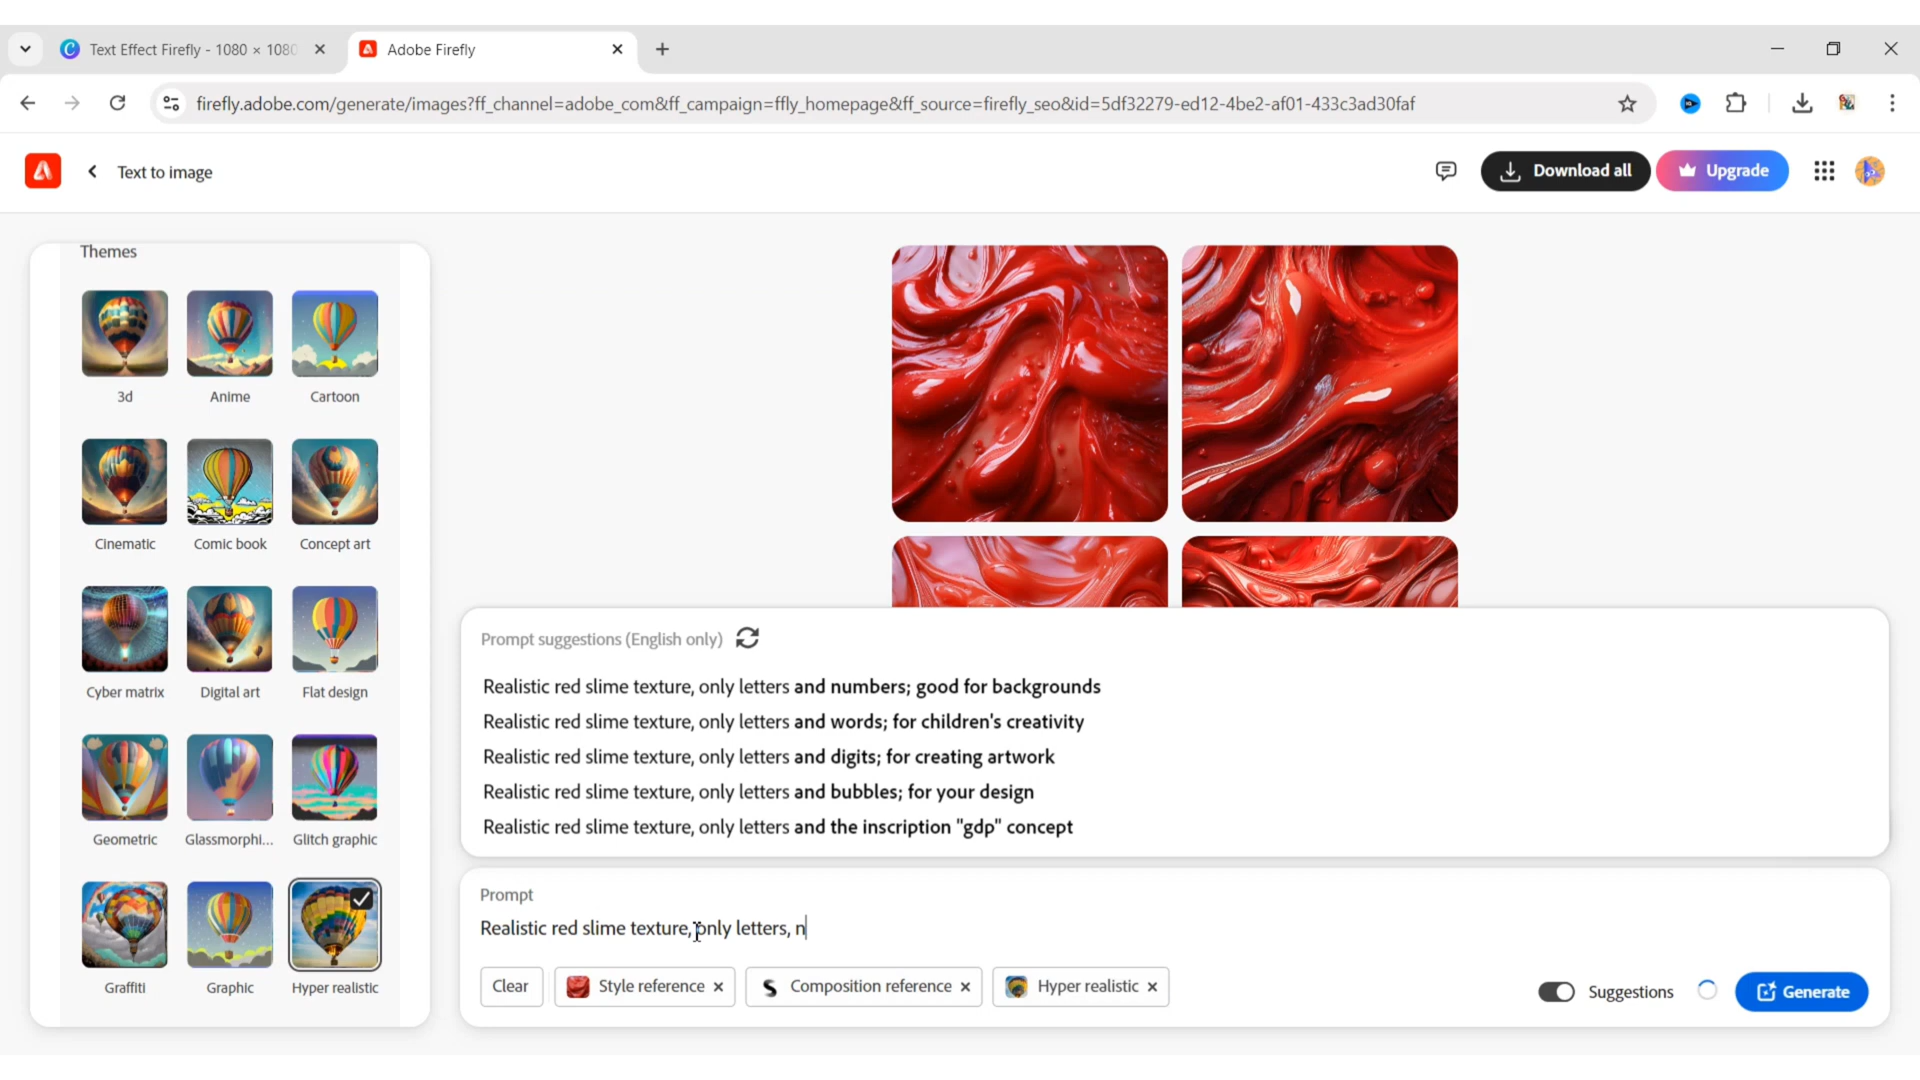 Text Effect Firefly - 1080 × 1080
Adobe Firefly
firefly.adobe.com/generate/images?ff_channel=adobe_com&ff_campaign=ffly_homepage&ff_source=firefly_seo&id=5df32279-ed12-4be2-af01-433c3ad30faf
Text to image
Download all
Upgrade
Themes
3d
Anime
Cartoon
Cinematic
Comic book
Concept art
Cyber matrix
Digital art
Flat design
Geometric
Glassmorphi...
Glitch graphic
Graffiti
Graphic
Hyper realistic
Prompt suggestions (English only)
Realistic red slime texture, only letters and numbers; good for backgrounds
Realistic red slime texture, only letters and words; for children's creativity
Realistic red slime texture, only letters and digits; for creating artwork
Realistic red slime texture, only letters and bubbles; for your design
Realistic red slime texture, only letters and the inscription "gdp" concept
Prompt
Realistic red slime texture, only letters, n
Clear
Style reference
Composition reference
Hyper realistic
Suggestions
Generate